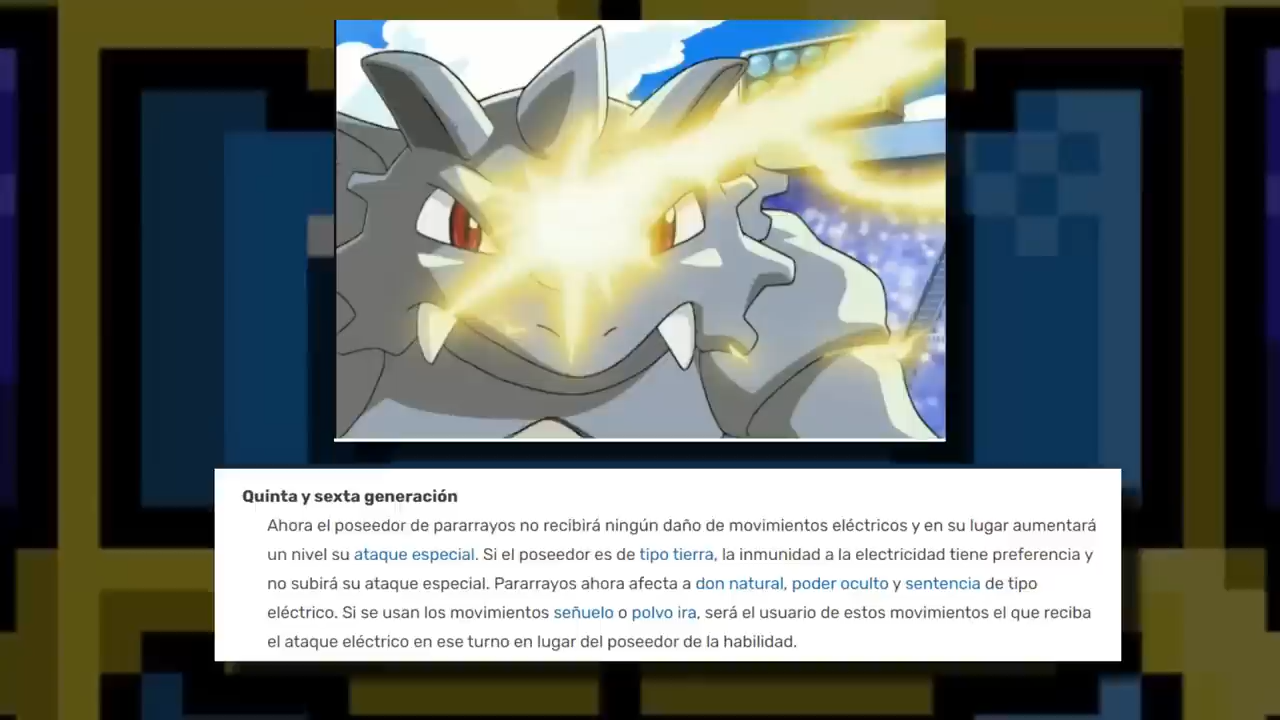 Quinta y sexta generación
Ahora el poseedor de pararrayos no recibirá ningún daño de movimientos eléctricos y en su lugar aumentará
un nivel su ataque especial. Si el poseedor es de tipo tierra, la inmunidad a la electricidad tiene preferencia y
no subirá su ataque especial. Pararrayos ahora afecta a don natural, poder oculto y sentencia de tipo
eléctrico. Si se usan los movimientos señuelo o polvo ira, será el usuario de estos movimientos el que reciba
el ataque eléctrico en ese turno en lugar del poseedor de la habilidad.